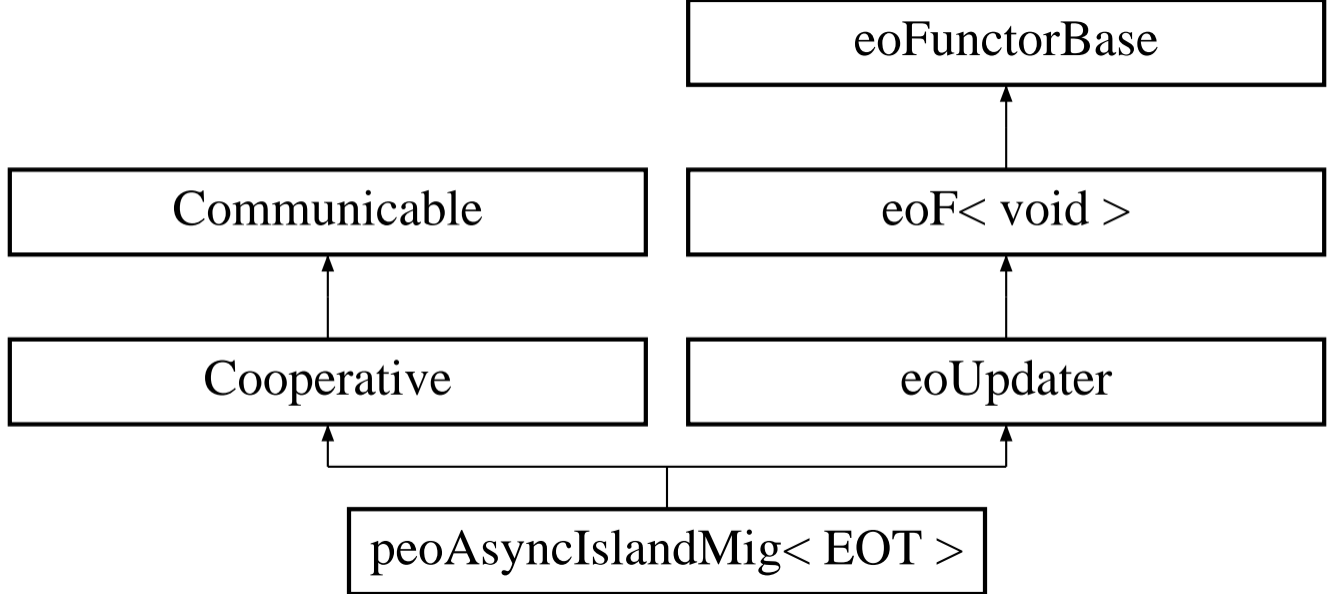 eoFunctorBase
Communicable
eoF< void >
Cooperative
eoUpdater
peoAsyncIslandMig< EOT >